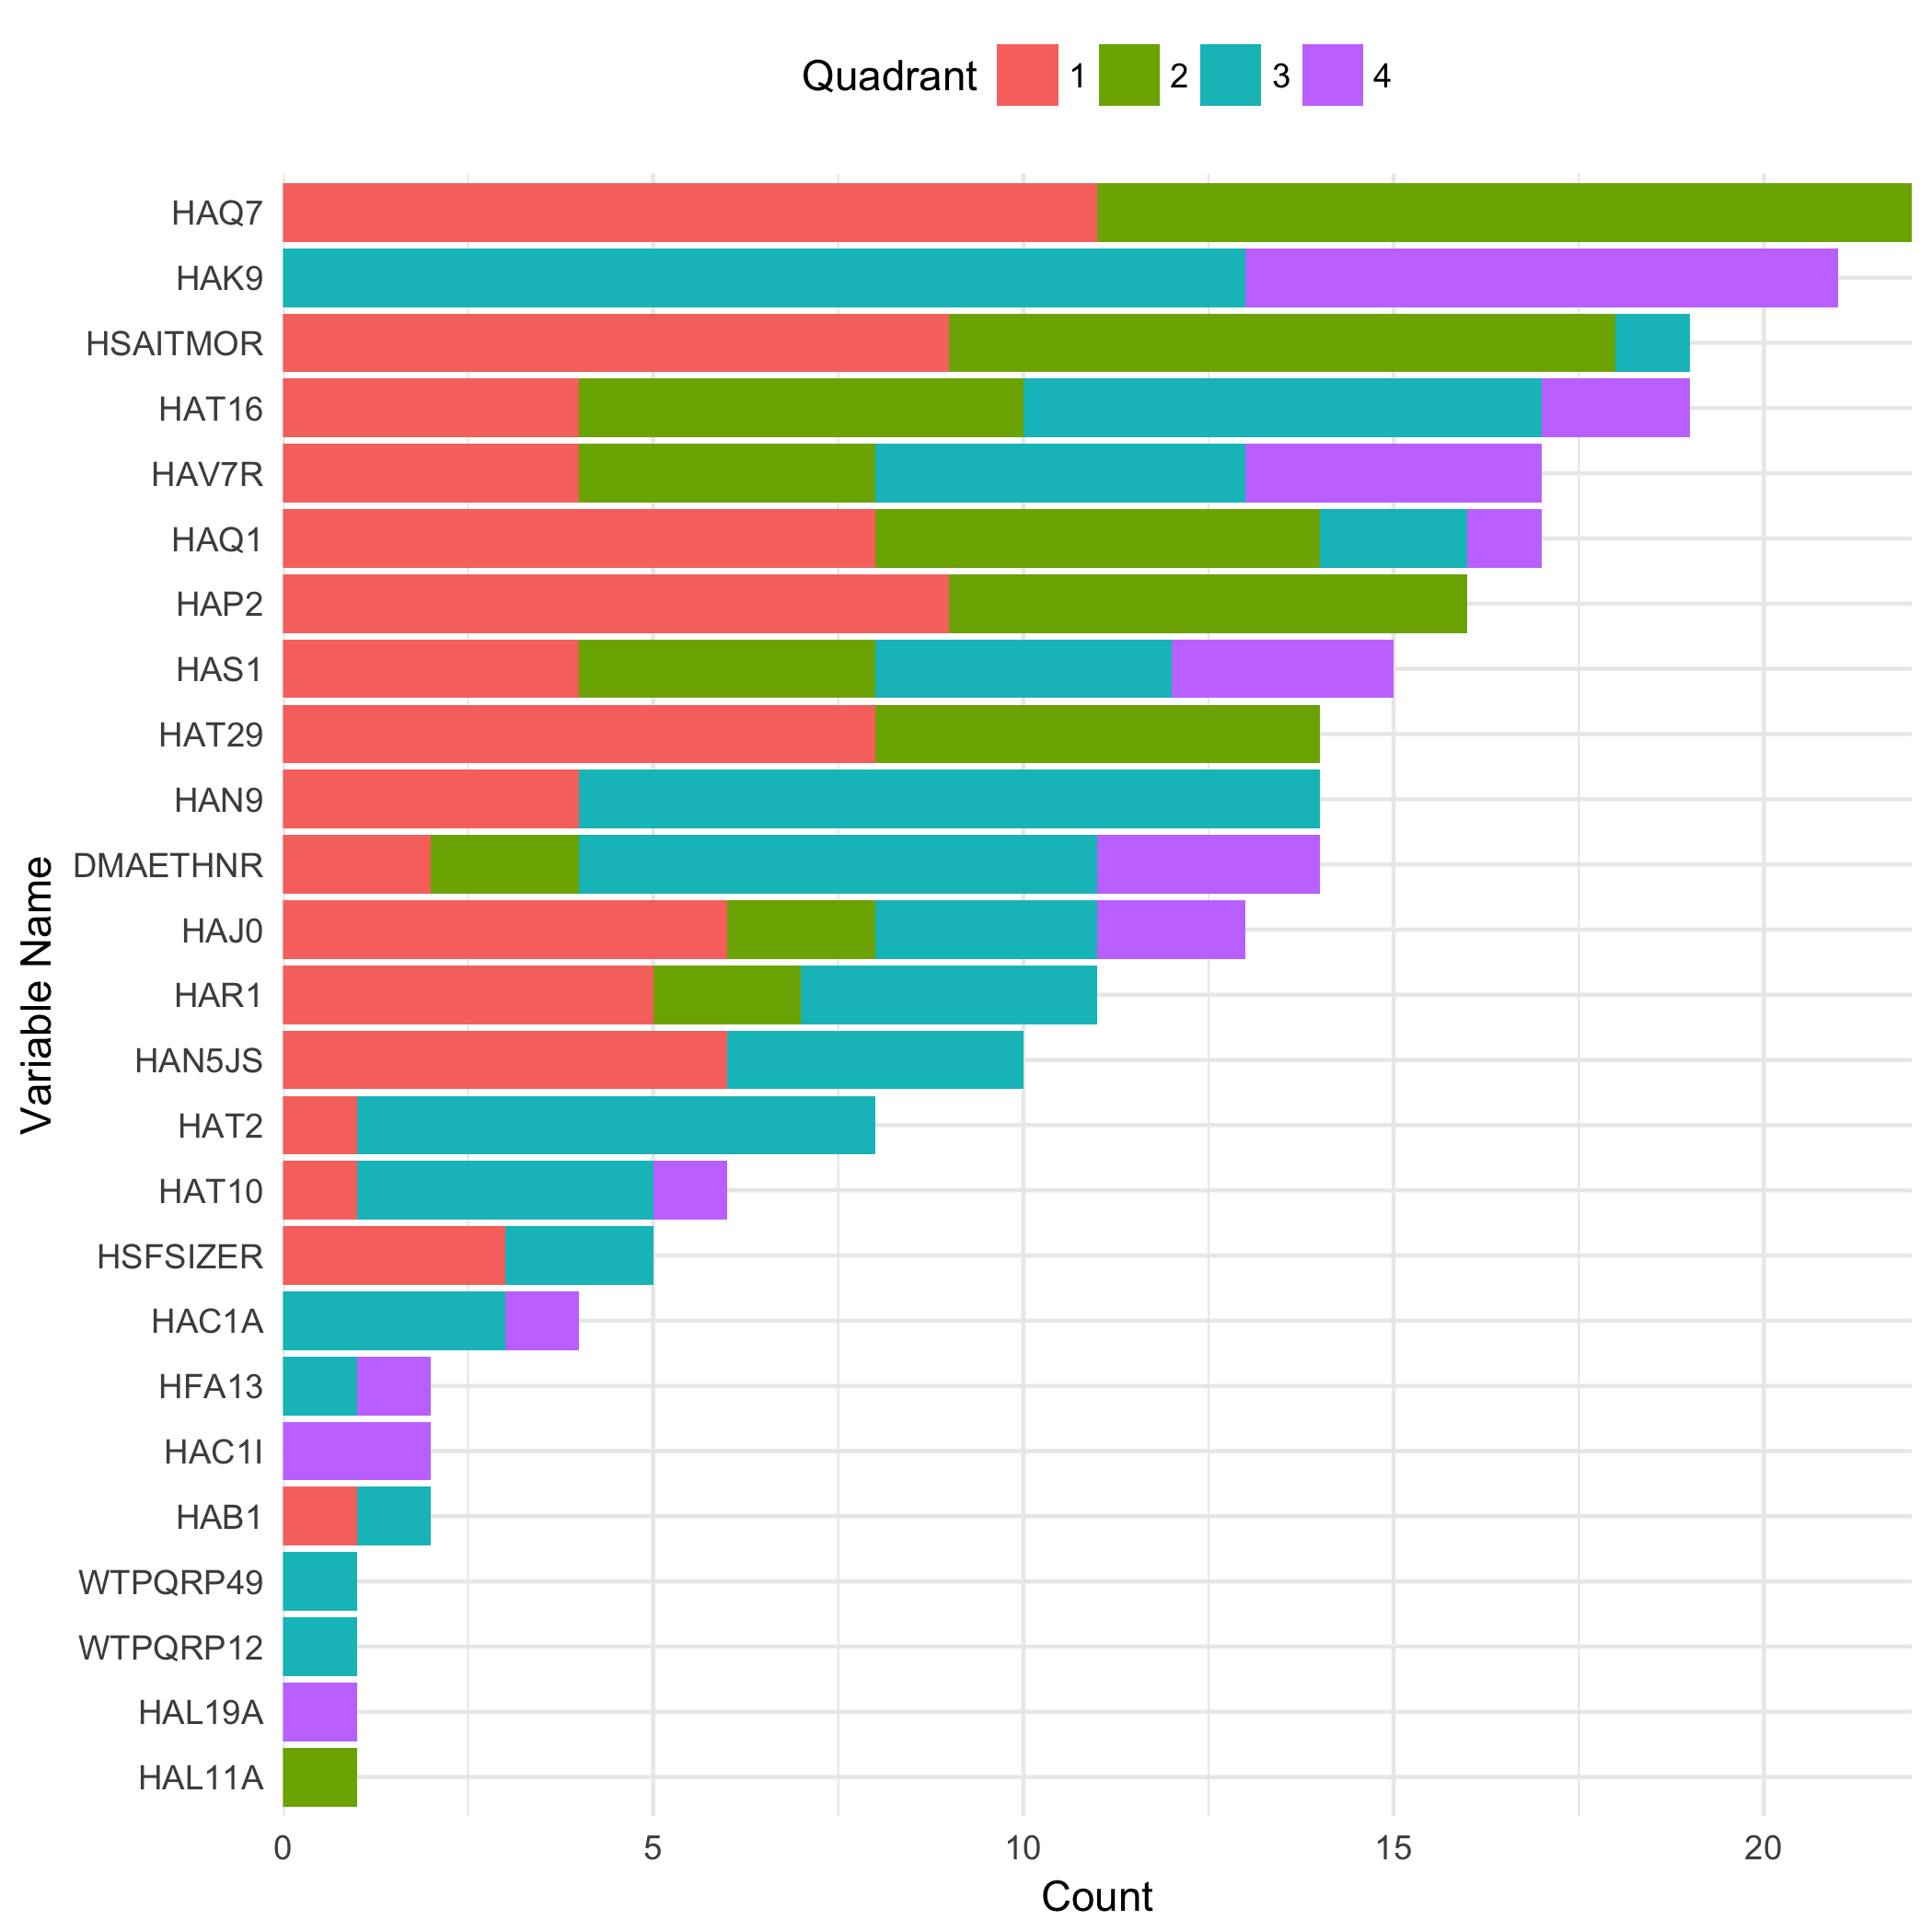 Quadrant 1 2 3 4
HAQ7
HAK9
HSAITMOR
HAT16
HAV7R
HAQ1
HAP2
HAS1
HAT29
HAN9
DMAETHNR
HAJ0
HAR1
HAN5JS
HAT2
HAT10
HSFSIZER
HAC1A
HFA13
HAC1I
HAB1
WTPQRP49
WTPQRP12
HAL19A
HAL11A
Variable Name
0 5 10 15 20
Count